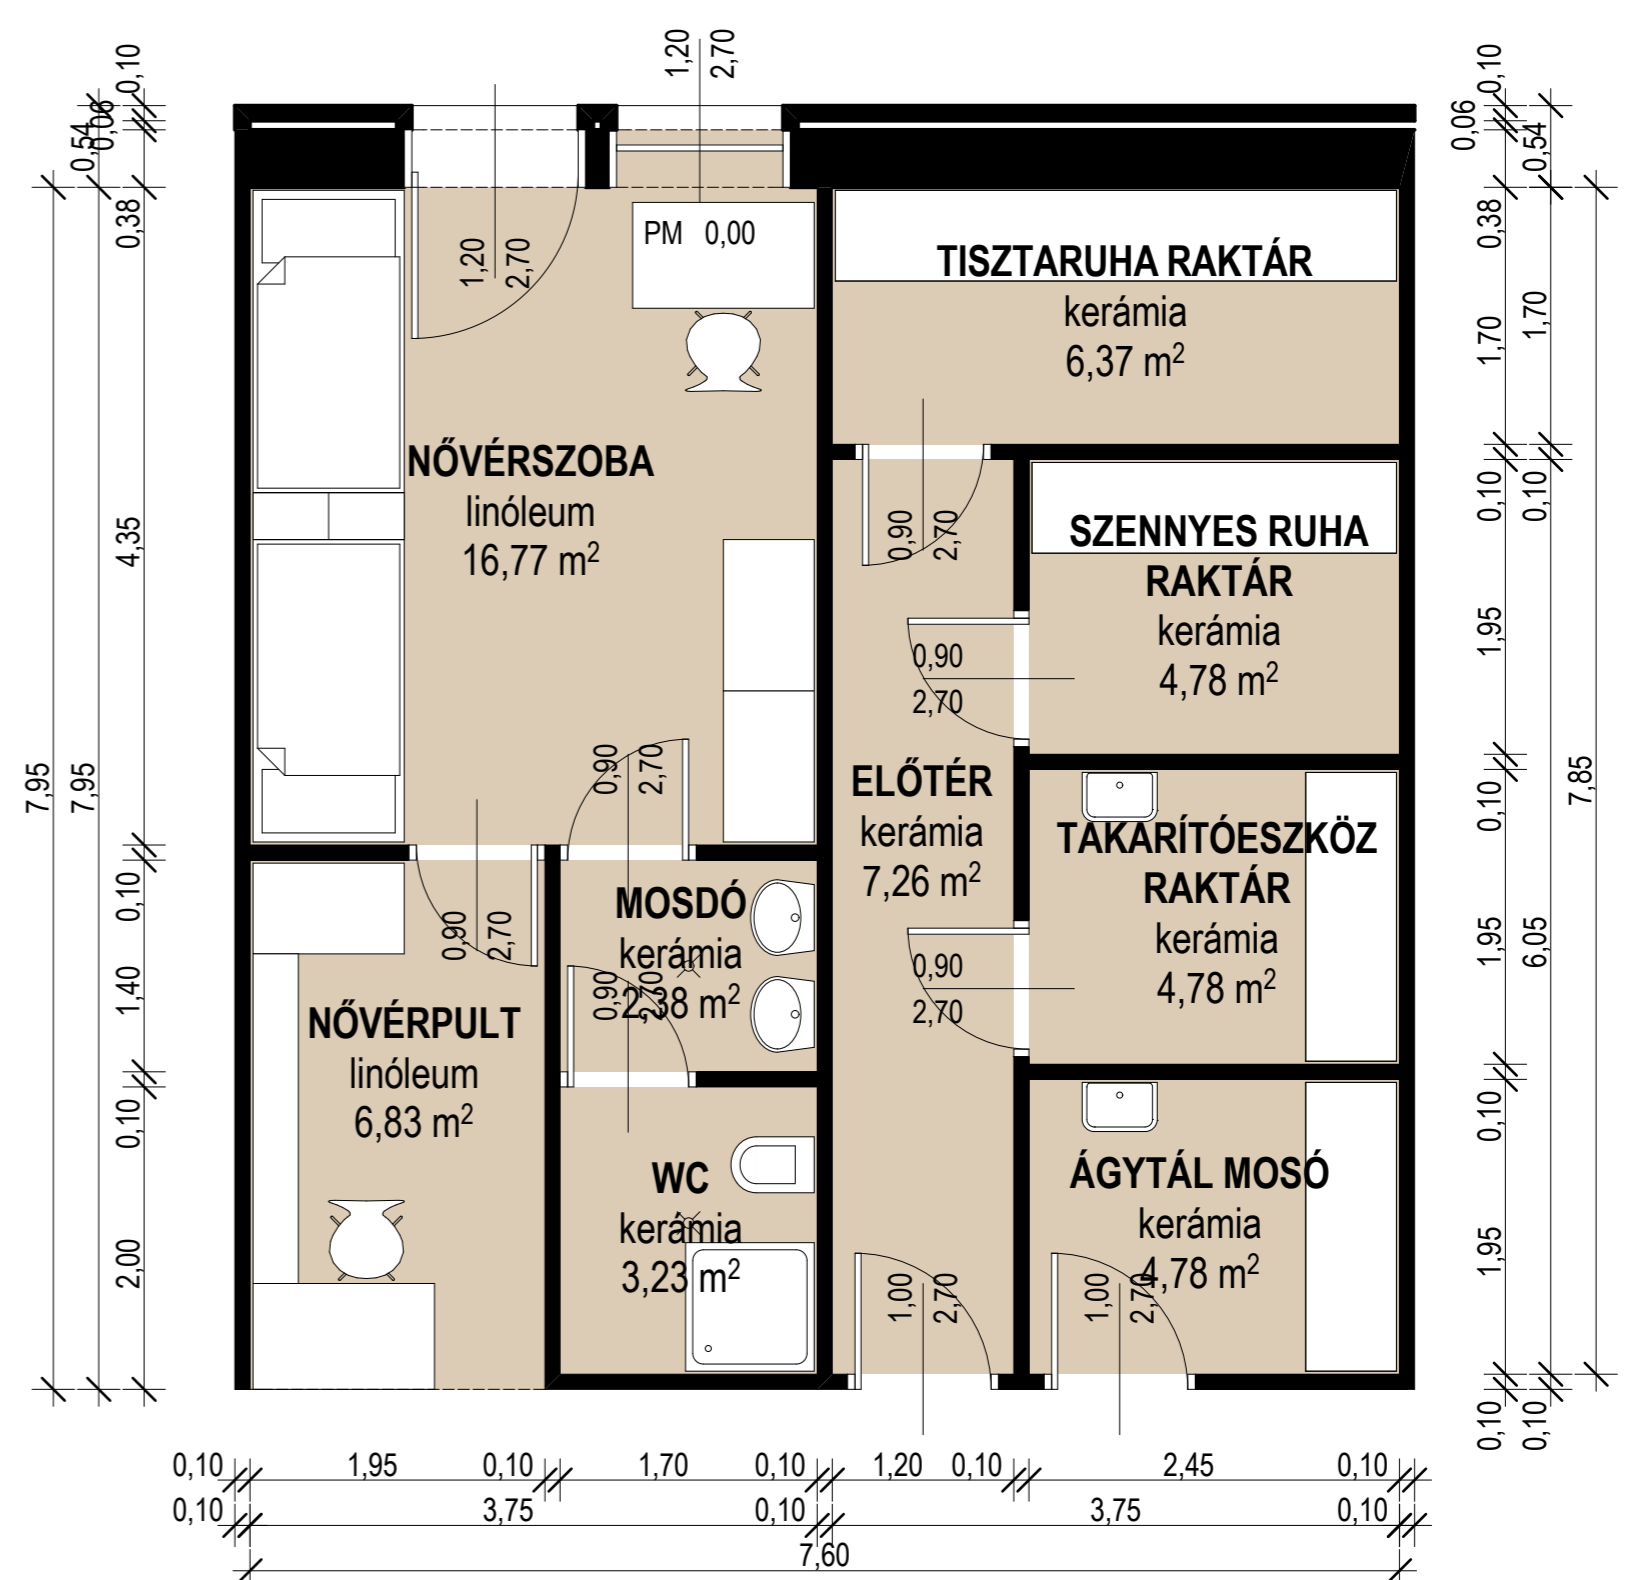 1,20
2,70
0,10
0,06
0,54
0,38
4,35
7,95
7,95
0,10
1,40
0,10
2,00
0,10
0,06
0,54
0,38
1,70
1,70
0,10
0,10
1,95
7,85
0,10
1,95
6,05
0,10
1,95
0,10
0,10
1,20
2,70
PM 0,00
TISZTARUHA RAKTÁR
kerámia
6,37 m²
NŐVÉRSZOBA
linóleum
16,77 m²
0,90
2,70
SZENNYES RUHA
RAKTÁR
kerámia
4,78 m²
0,90
2,70
0,90
2,70
ELŐTÉR
kerámia
7,26 m²
TAKARÍTÓESZKÖZ
RAKTÁR
kerámia
4,78 m²
0,90
2,70
0,90
2,70
MOSDÓ
kerámia
2,38 m²
0,90
2,70
NŐVÉRPULT
linóleum
6,83 m²
WC
kerámia
3,23 m²
ÁGYTÁL MOSÓ
kerámia
4,78 m²
1,00
2,70
1,00
2,70
0,10 1,95 0,10 1,70 0,10 1,20 0,10 2,45 0,10
0,10 3,75 0,10 3,75 0,10
7,60